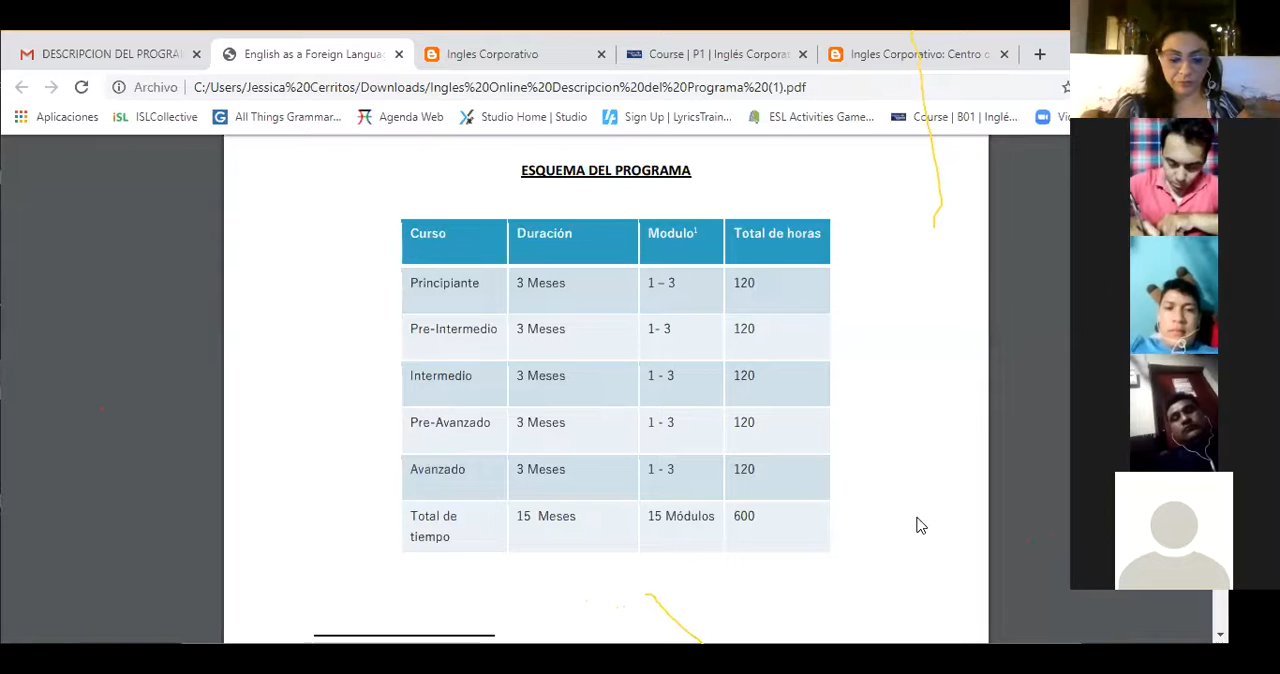 DESCRIPCION DEL PROGRA
English as a Foreign Langua
Ingles Corporativo
Course | P1 | Inglés Corporat
Ingles Corporativo: Centro d
Archivo
C:/Users/Jessica%20Cerritos/Downloads/Ingles%20Online%20Descripcion%20del%20Programa%20(1).pdf
Aplicaciones
iSL ISLCollective
All Things Grammar...
Agenda Web
Studio Home | Studio
Sign Up | LyricsTrain...
ESL Activities Game...
Course | B01 | Inglé...
ESQUEMA DEL PROGRAMA
Curso Duración Modulo¹ Total de horas
Principiante 3 Meses 1 – 3 120
Pre-Intermedio 3 Meses 1- 3 120
Intermedio 3 Meses 1 - 3 120
Pre-Avanzado 3 Meses 1 - 3 120
Avanzado 3 Meses 1 - 3 120
Total de 15 Meses 15 Módulos 600
tiempo